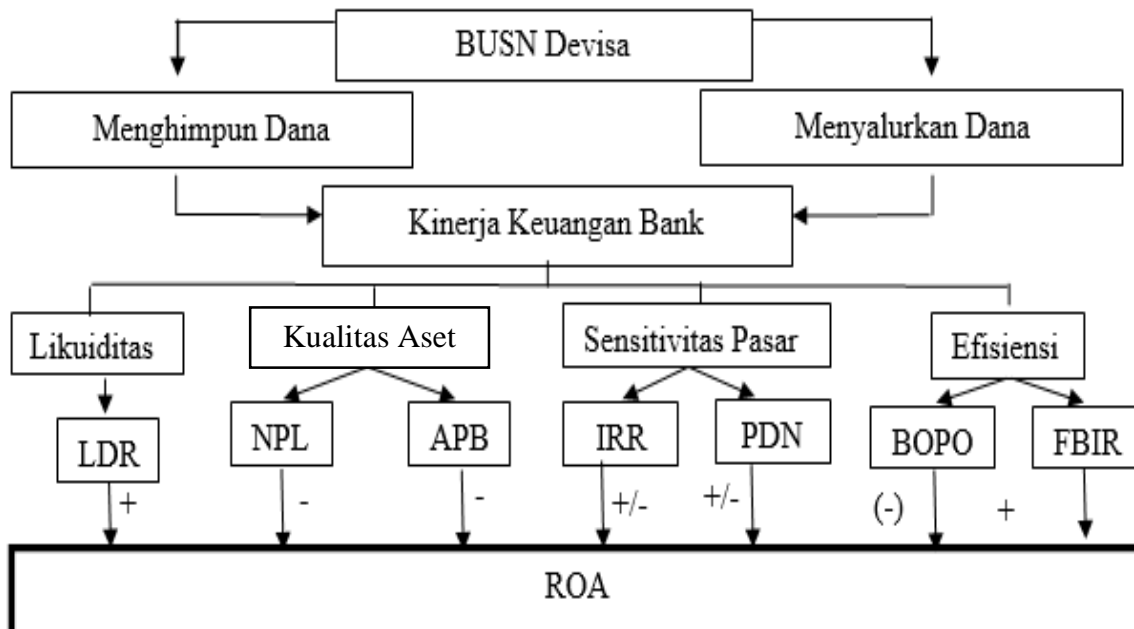 BUSN Devisa
Menghimpun Dana
Menyalurkan Dana
Kinerja Keuangan Bank
Likuiditas
Kualitas Aset
Sensitivitas Pasar
Efisiensi
LDR
NPL
APB
IRR
PDN
BOPO
FBIR
+
-
-
+/-
+/-
(-)
+
ROA